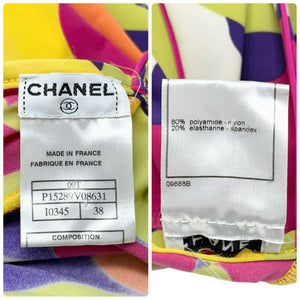 CHANEL
MADE IN FRANCE
FABRIQUE EN FRANCE
00T
P15289V08631
10345 38
COMPOSITION
80% polyamide - nylon
20% elasthanne - spandex
09888B